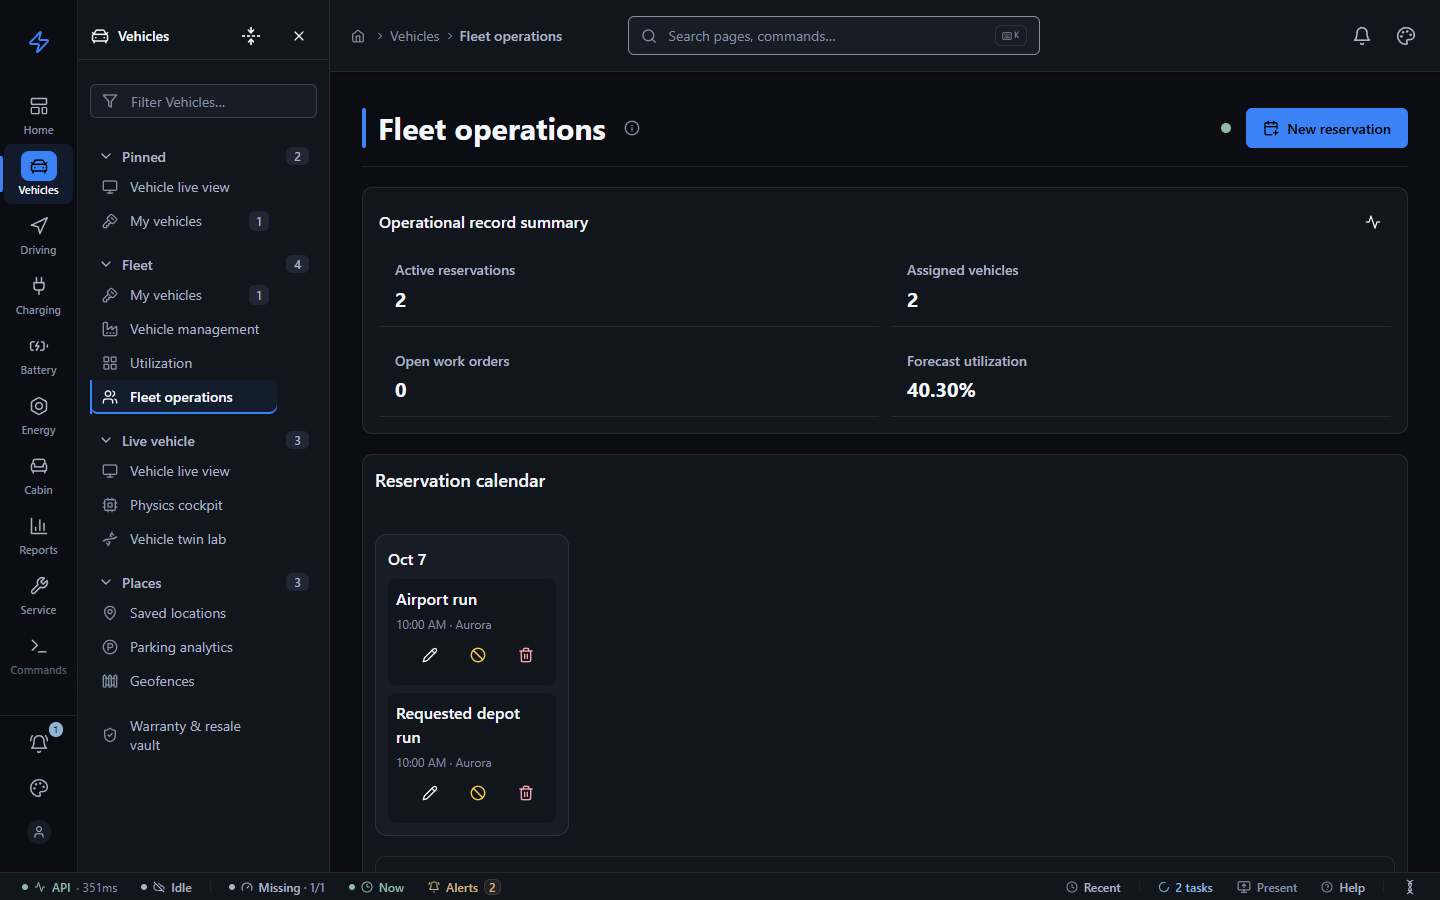 Home
Vehicles
Driving
Charging
Battery
Energy
Cabin
Reports
Service
Commands
1
Vehicles
Filter Vehicles...
Pinned 2
Vehicle live view
My vehicles 1
Fleet 4
My vehicles 1
Vehicle management
Utilization
Fleet operations
Live vehicle 3
Vehicle live view
Physics cockpit
Vehicle twin lab
Places 3
Saved locations
Parking analytics
Geofences
Warranty & resale
vault
Vehicles Fleet operations
Search pages, commands... K
Fleet operations
New reservation
Operational record summary
Active reservations
2
Assigned vehicles
2
Open work orders
0
Forecast utilization
40.30%
Reservation calendar
Oct 7
Airport run
10:00 AM · Aurora
Requested depot
run
10:00 AM · Aurora
API · 351ms Idle Missing · 1/1 Now Alerts 2 Recent 2 tasks Present Help